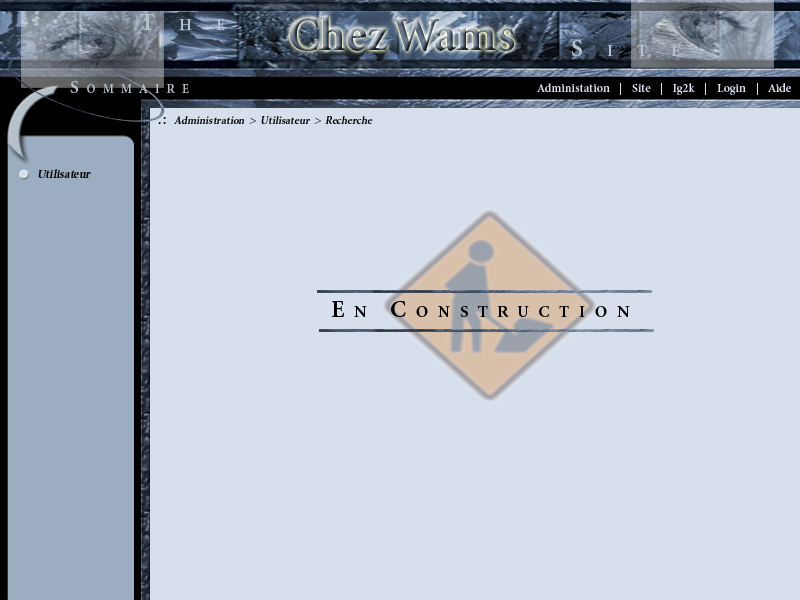 The
Chez Wams
Site
Sommaire
Administation | Site | Ig2k | Login | Aide
.: Administration > Utilisateur > Recherche
Utilisateur
En Construction